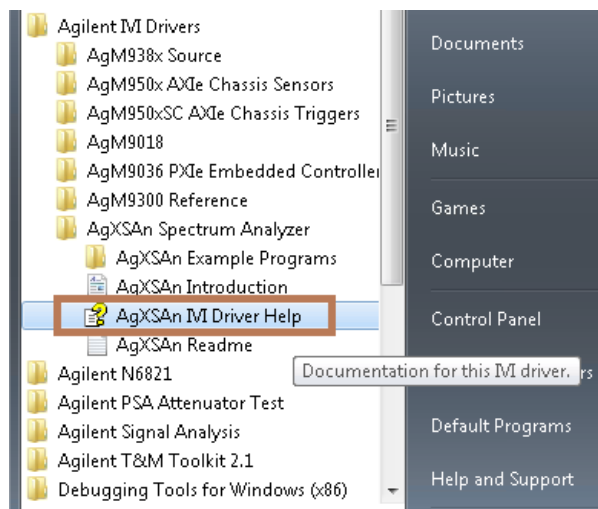 Agilent IVI Drivers
AgM938x Source
AgM950x AXIe Chassis Sensors
AgM950xSC AXIe Chassis Triggers
AgM9018
AgM9036 PXIe Embedded Controller
AgM9300 Reference
AgXSAn Spectrum Analyzer
AgXSAn Example Programs
AgXSAn Introduction
AgXSAn IVI Driver Help
AgXSAn Readme
Agilent N6821
Agilent PSA Attenuator Test
Agilent Signal Analysis
Agilent T&M Toolkit 2.1
Debugging Tools for Windows (x86)
Documentation for this IVI driver.
Documents
Pictures
Music
Games
Computer
Control Panel
rs
Default Programs
Help and Support